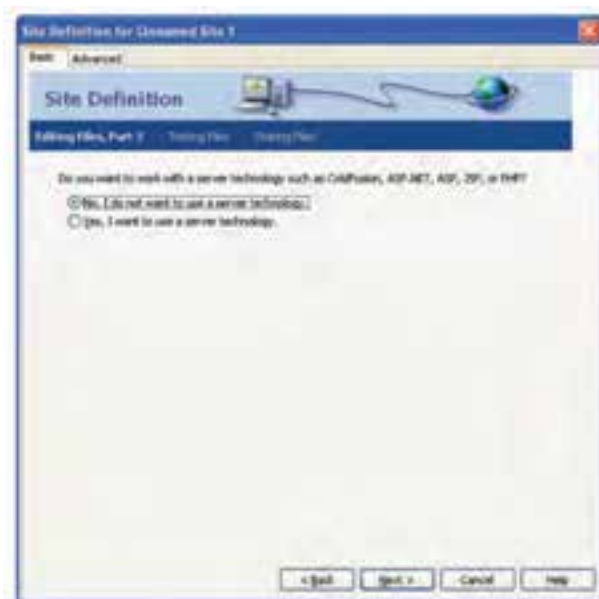 Site Definition for Unnamed Site 1
Basic Advanced
Site Definition
Editing Files, Part 2 Testing Files Sharing Files
Do you want to work with a server technology such as ColdFusion, ASP.NET, ASP, JSP, or PHP?
No, I do not want to use a server technology.
Yes, I want to use a server technology.
< Back Next > Cancel Help